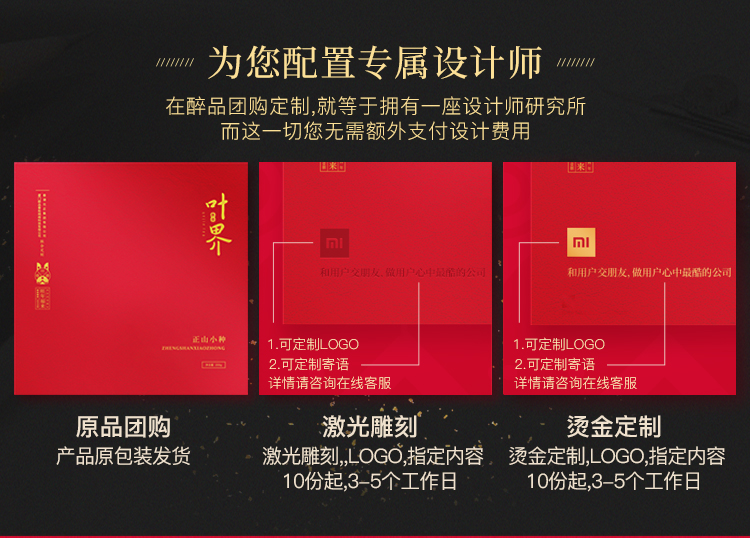 为您配置专属设计师
在醉品团购定制,就等于拥有一座设计师研究所
而这一切您无需额外支付设计费用
叶界
正山小种
ZHENGSHANXIAOZHONG
来
mi
和用户交朋友, 做用户心中最酷的公司
1.可定制LOGO
2.可定制寄语
详情请咨询在线客服
来
mi
和用户交朋友, 做用户心中最酷的公司
1.可定制LOGO
2.可定制寄语
详情请咨询在线客服
原品团购
产品原包装发货
激光雕刻
激光雕刻,,LOGO,指定内容
10份起,3-5个工作日
烫金定制
烫金定制,LOGO,指定内容
10份起,3-5个工作日